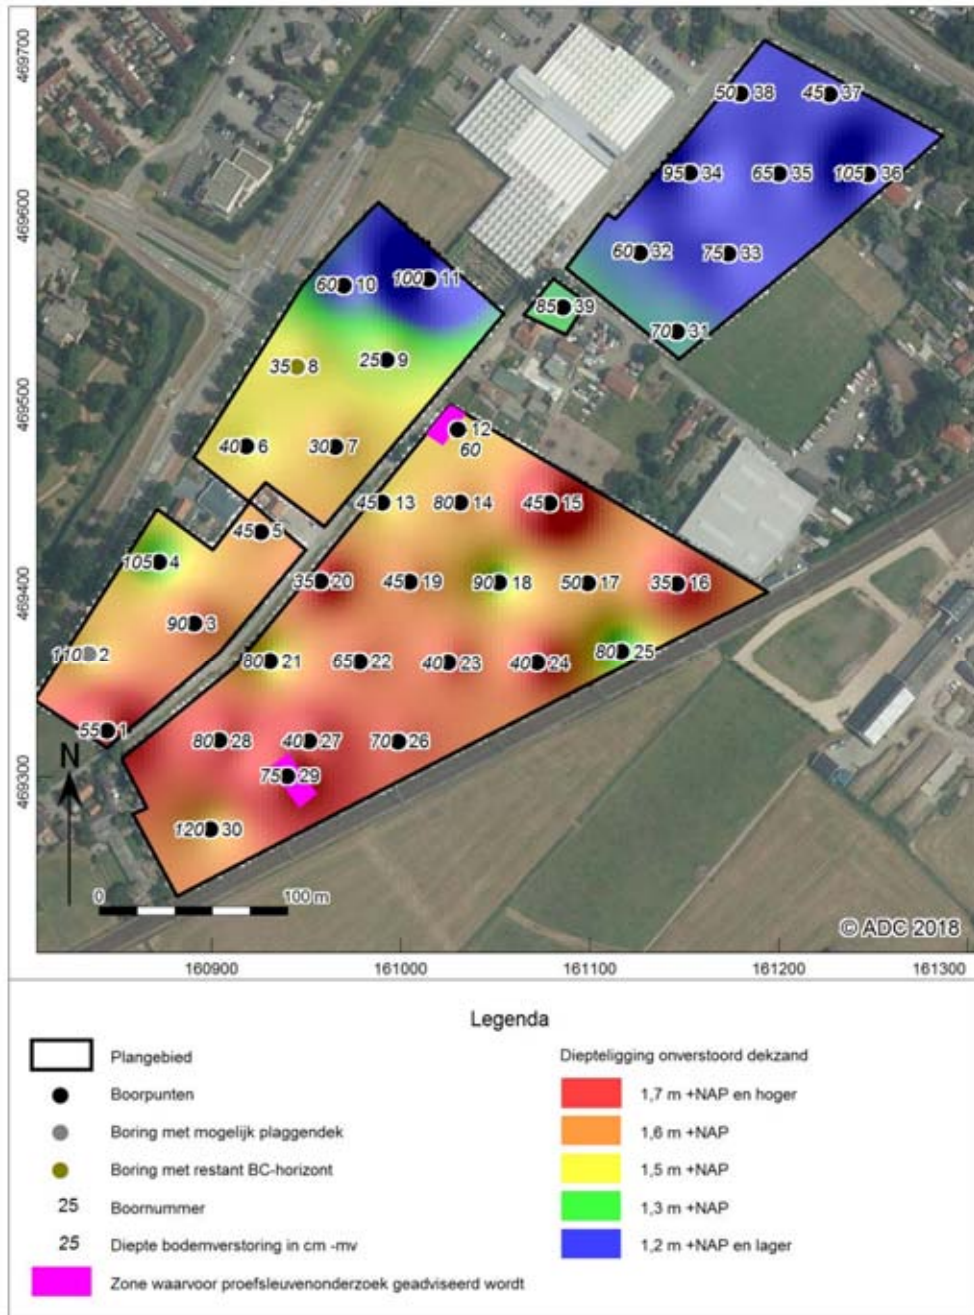 469700
50 38
45 37
95 34
65 35
105 36
469600
60 32
75 33
60 10
100 11
85 39
70 31
35 8
25 9
469500
40 6
30 7
12
60
45 13
80 14
45 15
45 5
105 4
469400
35 20
45 19
90 18
50 17
35 16
90 3
110 2
80 21
65 22
40 23
40 24
80 25
55 1
80 28
40 27
70 26
N
469300
75 29
120 30
0 100 m
© ADC 2018
160900 161000 161100 161200 161300
Legenda
Plangebied
Boorpunten
Boring met mogelijk plaggendek
Boring met restant BC-horizont
25 Boornummer
25 Diepte bodemverstoring in cm -mv
Zone waarvoor proefsleuvenonderzoek geadviseerd wordt
Diepteligging onverstoord dekzand
1,7 m +NAP en hoger
1,6 m +NAP
1,5 m +NAP
1,3 m +NAP
1,2 m +NAP en lager